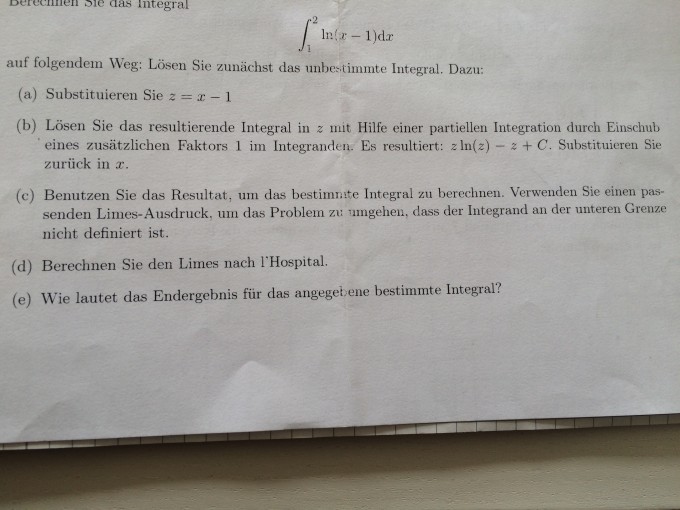 Berechnen Sie das Integral
∫₁² ln(x − 1)dx
auf folgendem Weg: Lösen Sie zunächst das unbestimmte Integral. Dazu:
(a) Substituieren Sie z = x − 1
(b) Lösen Sie das resultierende Integral in z mit Hilfe einer partiellen Integration durch Einschub
eines zusätzlichen Faktors 1 im Integranden. Es resultiert: z ln(z) − z + C. Substituieren Sie
zurück in x.
(c) Benutzen Sie das Resultat, um das bestimmte Integral zu berechnen. Verwenden Sie einen pas-
senden Limes-Ausdruck, um das Problem zu umgehen, dass der Integrand an der unteren Grenze
nicht definiert ist.
(d) Berechnen Sie den Limes nach l'Hospital.
(e) Wie lautet das Endergebnis für das angegebene bestimmte Integral?